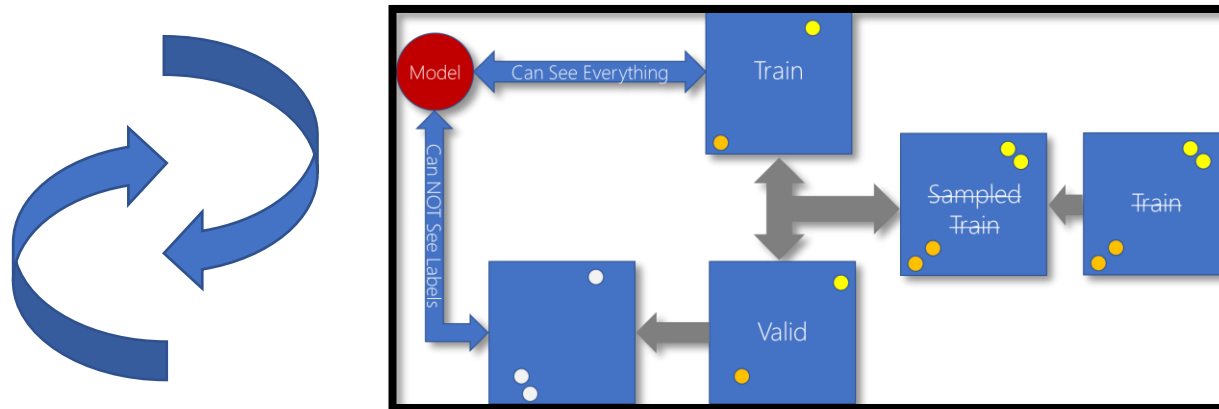 Model
Can See Everything
Train
Can NOT See Labels
Sampled
Train
Train
Valid